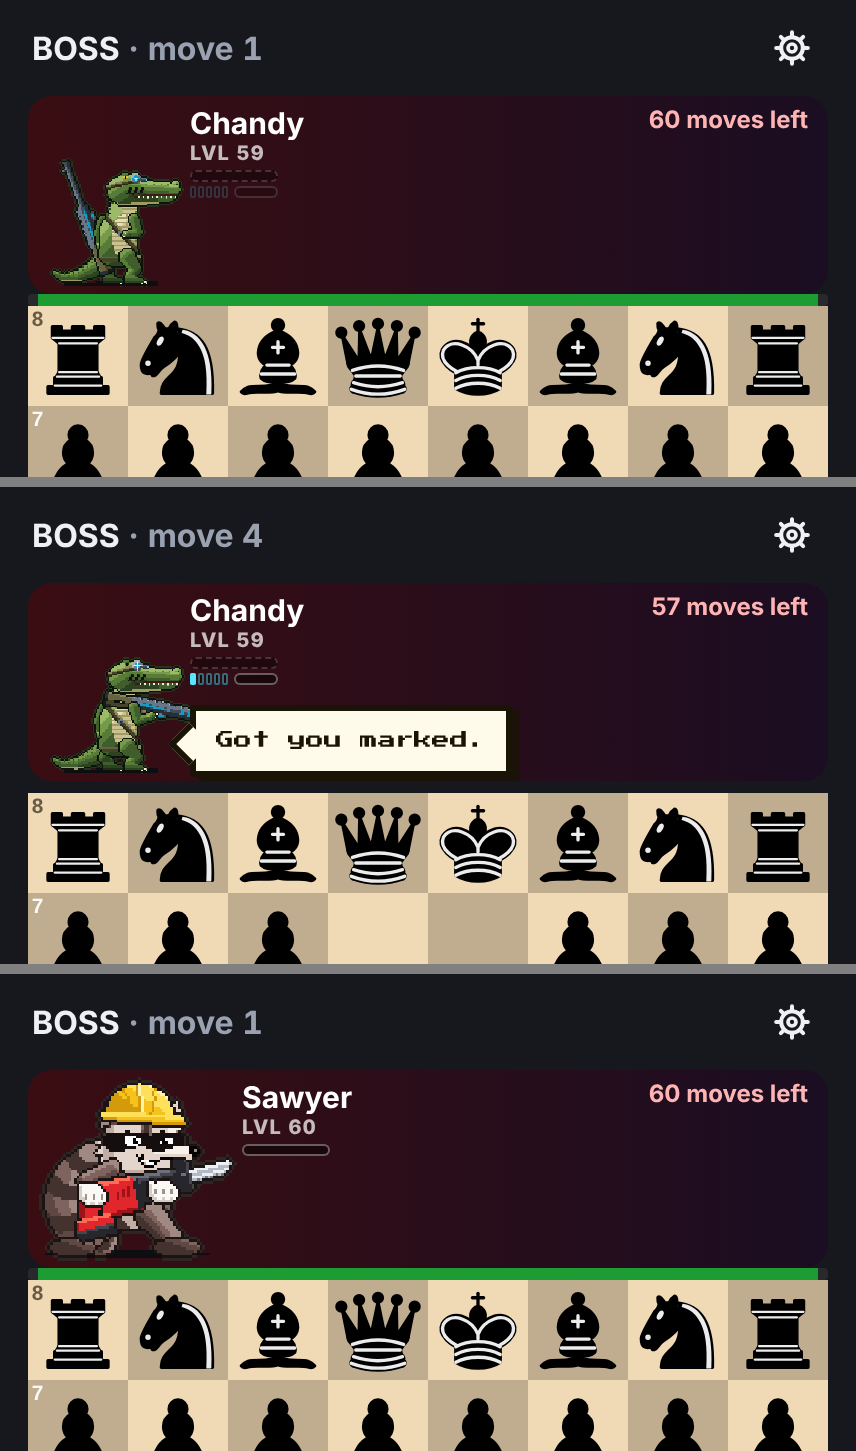 BOSS · move 1
Chandy
60 moves left
LVL 59
8
7
BOSS · move 4
Chandy
57 moves left
LVL 59
Got you marked.
8
7
BOSS · move 1
Sawyer
60 moves left
LVL 60
8
7